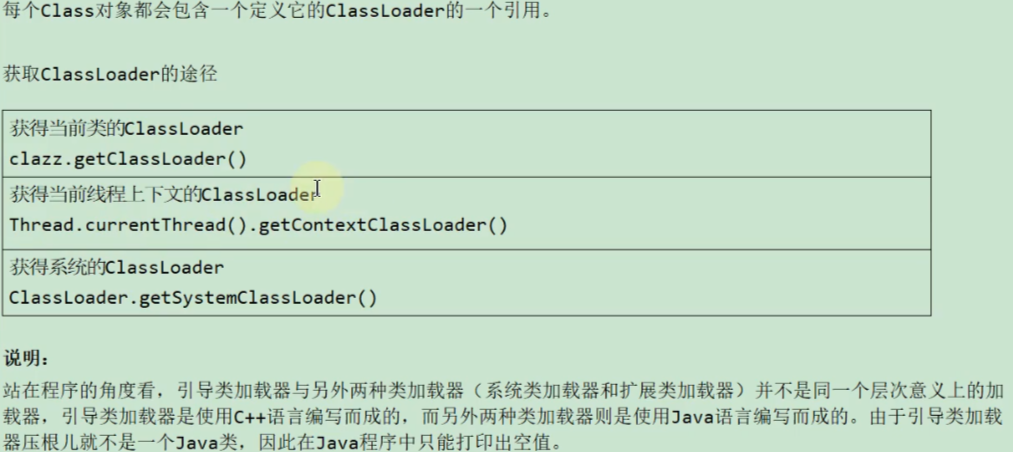 每个Class对象都会包含一个定义它的ClassLoader的一个引用。
获取ClassLoader的途径
获得当前类的ClassLoader
clazz.getClassLoader()
获得当前线程上下文的ClassLoader
Thread.currentThread().getContextClassLoader()
获得系统的ClassLoader
ClassLoader.getSystemClassLoader()
说明：
站在程序的角度看，引导类加载器与另外两种类加载器（系统类加载器和扩展类加载器）并不是同一个层次意义上的加
载器，引导类加载器是使用C++语言编写而成的，而另外两种类加载器则是使用Java语言编写而成的。由于引导类加载
器压根儿就不是一个Java类，因此在Java程序中只能打印出空值。